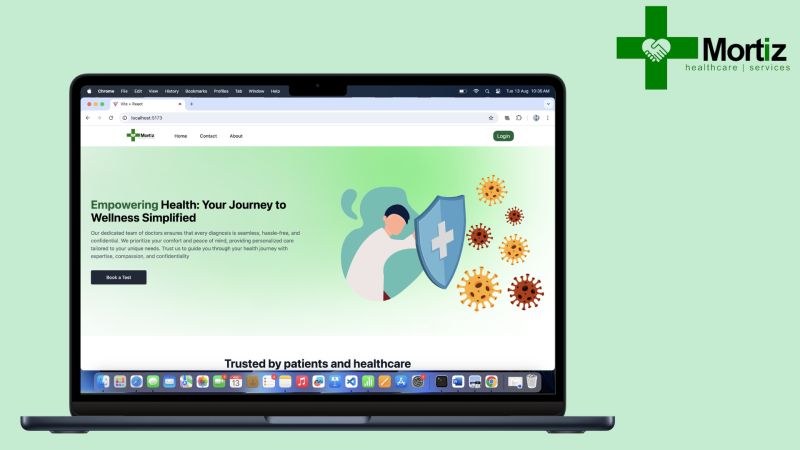 Mortiz
healthcare | services
Chrome File Edit View History Bookmarks Profiles Tab Window Help
Tue 13 Aug 10:36 AM
Vite + React
localhost:5173
Mortiz Home Contact About Login
Empowering Health: Your Journey to
Wellness Simplified
Our dedicated team of doctors ensures that every diagnosis is seamless, hassle-free, and
confidential. We prioritize your comfort and peace of mind, providing personalized care
tailored to your unique needs. Trust us to guide you through your health journey with
expertise, compassion, and confidentiality
Book a Test
Trusted by patients and healthcare
13